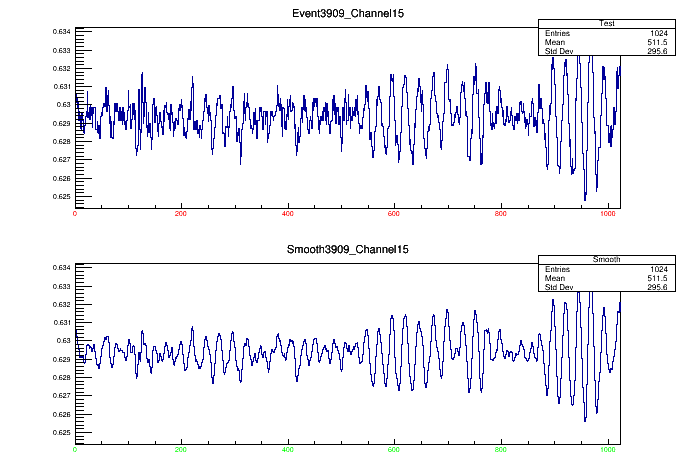 Event3909_Channel15
Test
Entries 1024
Mean 511.5
Std Dev 295.6
0.634
0.633
0.632
0.631
0.63
0.629
0.628
0.627
0.626
0.625
0 200 400 600 800 1000
Smooth3909_Channel15
Smooth
Entries 1024
Mean 511.5
Std Dev 295.6
0.634
0.633
0.632
0.631
0.63
0.629
0.628
0.627
0.626
0.625
0 200 400 600 800 1000